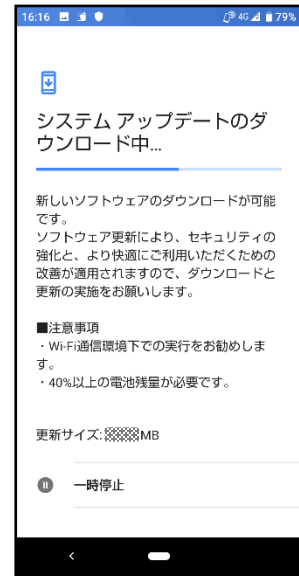 16:16 4G 79%
システム アップデートのダ
ウンロード中...
新しいソフトウェアのダウンロードが可能
です。
ソフトウェア更新により、セキュリティの
強化と、より快適にご利用いただくための
改善が適用されますので、ダウンロードと
更新の実施をお願いします。
■注意事項
・Wi-Fi通信環境下での実行をお勧めしま
す。
・40%以上の電池残量が必要です。
更新サイズ: MB
一時停止